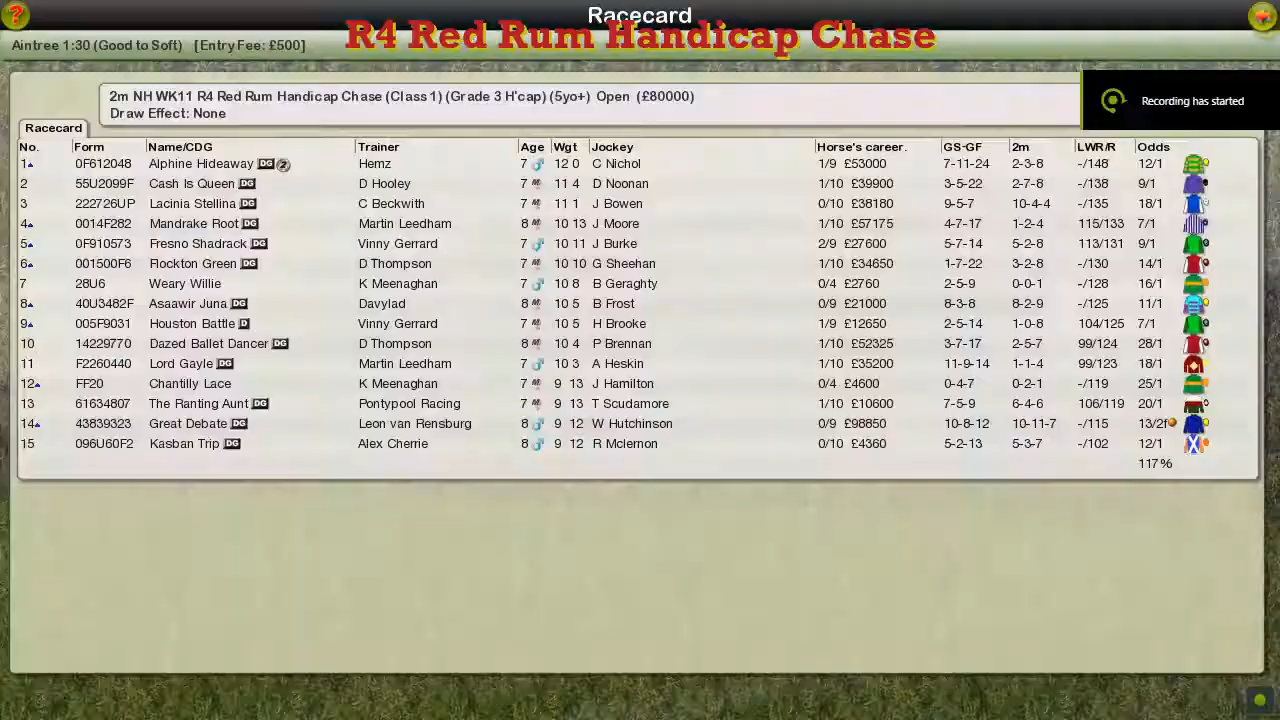 Racecard
R4 Red Rum Handicap Chase
Aintree 1:30 (Good to Soft) [Entry Fee: £500]
2m NH WK11 R4 Red Rum Handicap Chase (Class 1) (Grade 3 H'cap) (5yo+) Open (£80000)
Draw Effect: None
Recording has started
Racecard
No. Form Name/CDG Trainer Age Wgt Jockey Horse's career. GS-GF 2m LWR/R Odds
1 0F612048 Alphine Hideaway DG 2 Hemz 7 12 0 C Nichol 1/9 £53000 7-11-24 2-3-8 -/148 12/1
2 55U2099F Cash Is Queen DG D Hooley 7 11 4 D Noonan 1/10 £39900 3-5-22 2-7-8 -/138 9/1
3 222726UP Lacinia Stellina DG C Beckwith 7 11 1 J Bowen 0/10 £38180 9-5-7 10-4-4 -/135 18/1
4 0014F282 Mandrake Root DG Martin Leedham 8 10 13 J Moore 1/10 £57175 4-7-17 1-2-4 115/133 7/1
5 0F910573 Fresno Shadrack DG Vinny Gerrard 7 10 11 J Burke 2/9 £27600 5-7-14 5-2-8 113/131 9/1
6 001500F6 Rockton Green DG D Thompson 7 10 10 G Sheehan 1/10 £34650 1-7-22 3-2-8 -/130 14/1
7 28U6 Weary Willie K Meenaghan 7 10 8 B Geraghty 0/4 £2760 2-5-9 0-0-1 -/128 16/1
8 40U3482F Asaawir Juna DG Davylad 8 10 5 B Frost 0/9 £21000 8-3-8 8-2-9 -/125 11/1
9 005F9031 Houston Battle D Vinny Gerrard 7 10 5 H Brooke 1/9 £12650 2-5-14 1-0-8 104/125 7/1
10 14229770 Dazed Ballet Dancer DG D Thompson 8 10 4 P Brennan 1/10 £52325 3-7-17 2-5-7 99/124 28/1
11 F2260440 Lord Gayle DG Martin Leedham 7 10 3 A Heskin 1/10 £35200 11-9-14 1-1-4 99/123 18/1
12 FF20 Chantilly Lace K Meenaghan 7 9 13 J Hamilton 0/4 £4600 0-4-7 0-2-1 -/119 25/1
13 61634807 The Ranting Aunt DG Pontypool Racing 7 9 13 T Scudamore 1/10 £10600 7-5-9 6-4-6 106/119 20/1
14 43839323 Great Debate DG Leon van Rensburg 8 9 12 W Hutchinson 0/9 £98850 10-8-12 10-11-7 -/115 13/2f
15 096U60F2 Kasban Trip DG Alex Cherrie 8 9 12 R Mclernon 0/10 £4360 5-2-13 5-3-7 -/102 12/1
117%